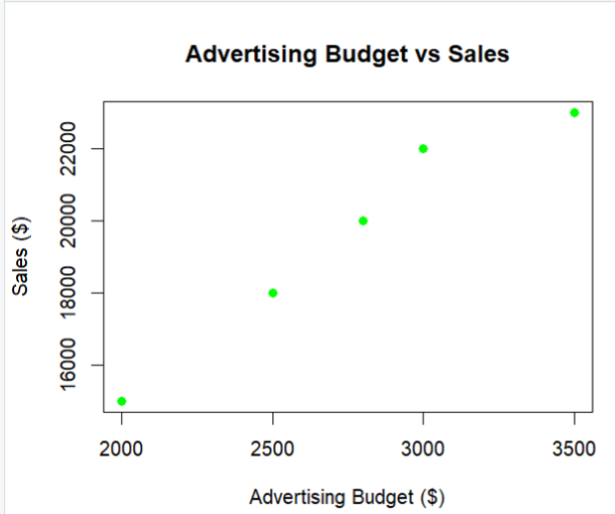 Advertising Budget vs Sales
Sales ($)
22000
20000
18000
16000
2000 2500 3000 3500
Advertising Budget ($)